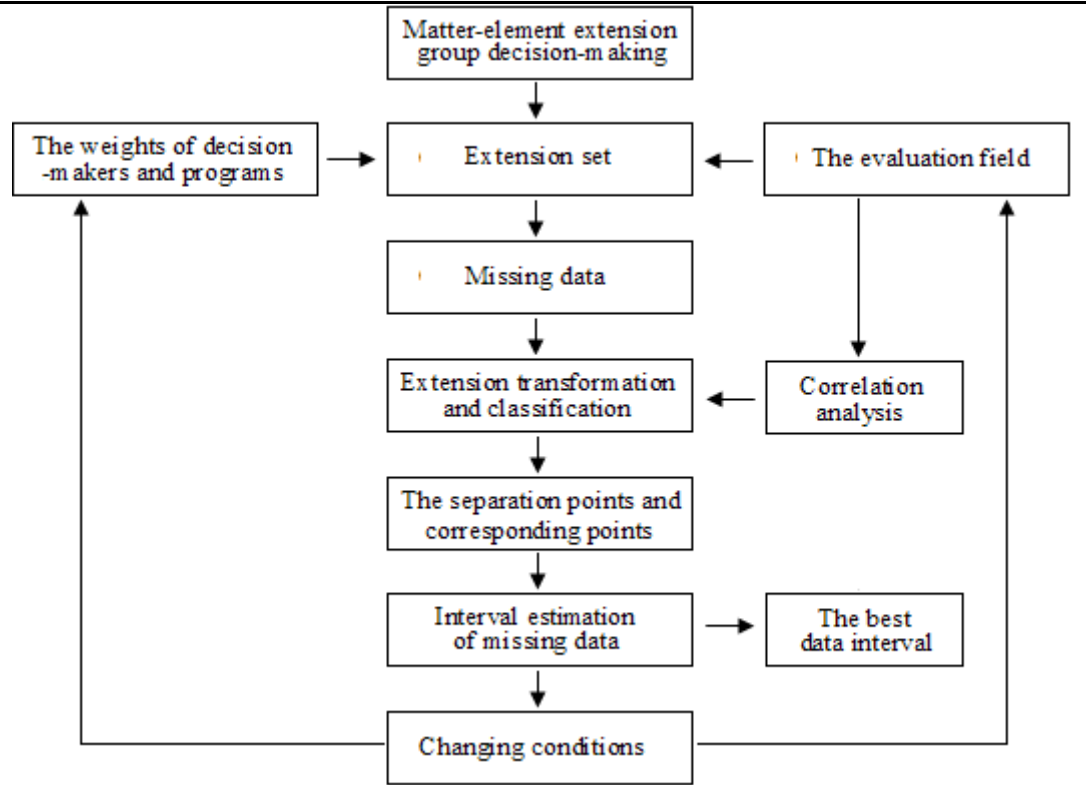 Matter-element extension
group decision-making
The weights of decision
-makers and programs
Extension set
The evaluation field
Missing data
Extension transformation
and classification
Correlation
analysis
The separation points and
corresponding points
Interval estimation
of missing data
The best
data interval
Changing conditions